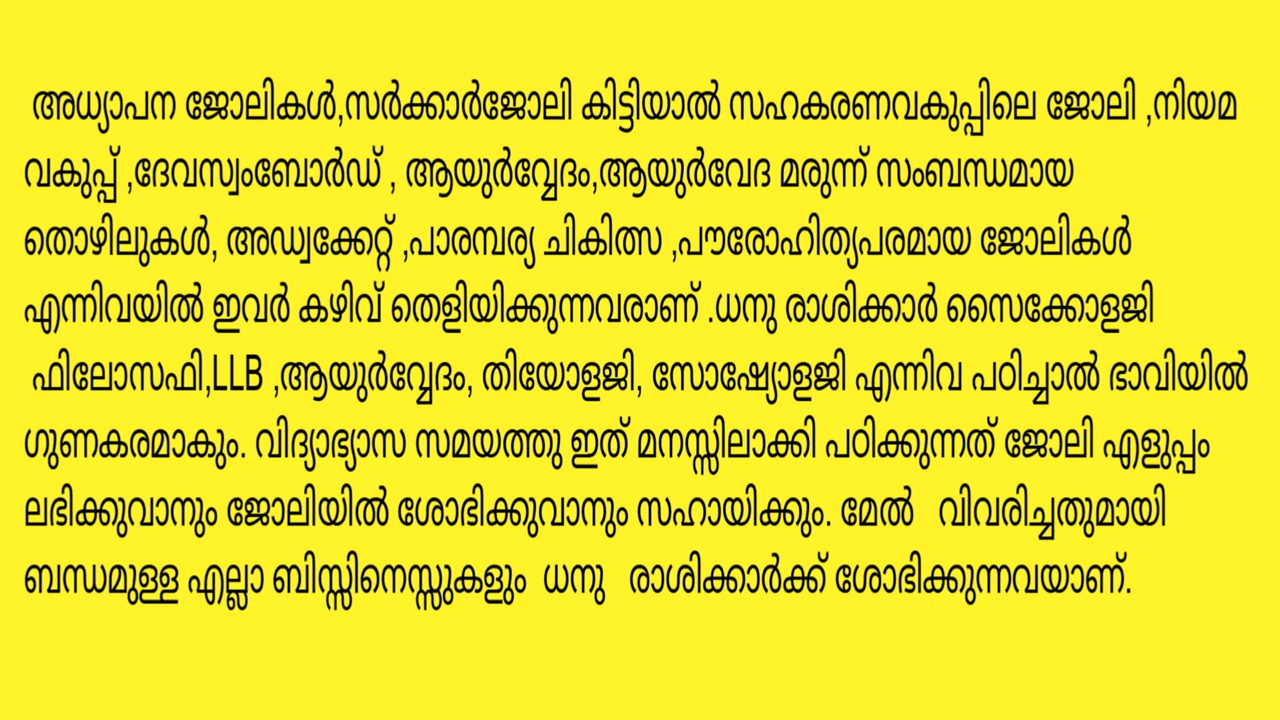 അധ്യാപന ജോലികൾ,സർക്കാർജോലി കിട്ടിയാൽ സഹകരണവകുപ്പിലെ ജോലി ,നിയമ
വകുപ്പ് ,ദേവസ്വംബോർഡ് , ആയുർവ്വേദം,ആയുർവേദ മരുന്ന് സംബന്ധമായ
തൊഴിലുകൾ, അഡ്വക്കേറ്റ് ,പാരമ്പര്യ ചികിത്സ ,പൗരോഹിത്യപരമായ ജോലികൾ
എന്നിവയിൽ ഇവർ കഴിവ് തെളിയിക്കുന്നവരാണ് .ധനു രാശിക്കാർ സൈക്കോളജി
ഫിലോസഫി,LLB ,ആയുർവ്വേദം, തിയോളജി, സോഷ്യോളജി എന്നിവ പഠിച്ചാൽ ഭാവിയിൽ
ഗുണകരമാകും. വിദ്യാഭ്യാസ സമയത്തു ഇത് മനസ്സിലാക്കി പഠിക്കുന്നത് ജോലി എളുപ്പം
ലഭിക്കുവാനും ജോലിയിൽ ശോഭിക്കുവാനും സഹായിക്കും. മേൽ വിവരിച്ചതുമായി
ബന്ധമുള്ള എല്ലാ ബിസ്സിനെസ്സുകളും ധനു രാശിക്കാർക്ക് ശോഭിക്കുന്നവയാണ്.